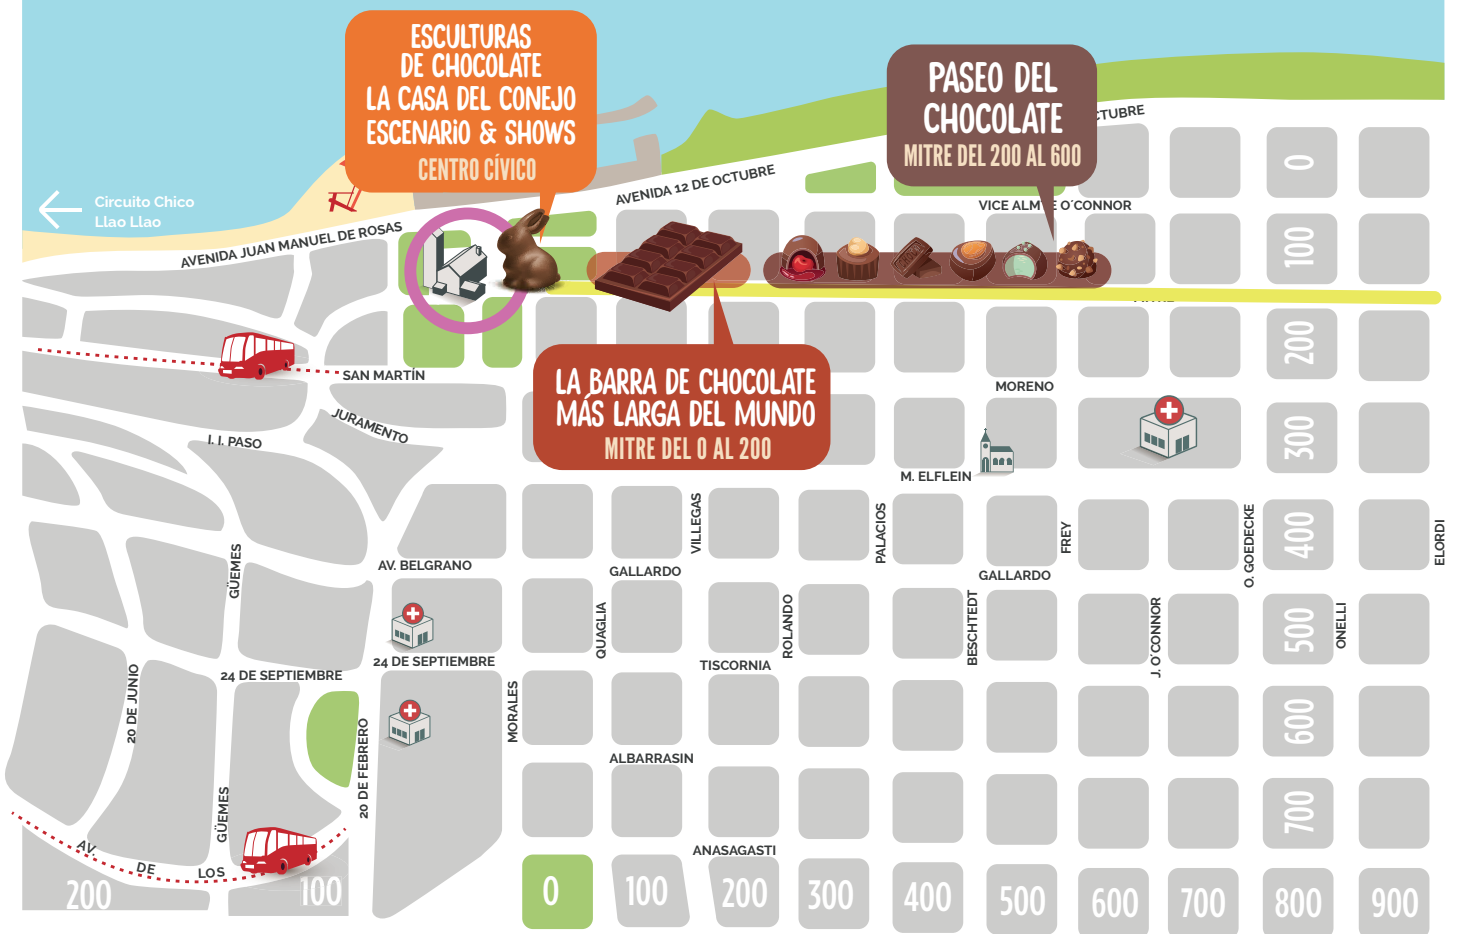 ESCULTURAS
DE CHOCOLATE
LA CASA DEL CONEJO
ESCENARIO & SHOWS
CENTRO CÍVICO
PASEO DEL
CHOCOLATE
MITRE DEL 200 AL 600
AVENIDA 12 DE OCTUBRE
Circuito Chico
Llao Llao
VICE ALM
E O´CONNOR
AVENIDA JUAN MANUEL DE ROSAS
0
100
200
SAN MARTÍN
MORENO
LA BARRA DE CHOCOLATE
MÁS LARGA DEL MUNDO
MITRE DEL 0 AL 200
JURAMENTO
I. I. PASO
300
M. ELFLEIN
VILLEGAS
PALACIOS
FREY
O. GOEDECKE
400
ELORDI
GÜEMES
AV. BELGRANO
GALLARDO
GALLARDO
QUAGLIA
ROLANDO
BESCHTEDT
J. O´CONNOR
500
ONELLI
24 DE SEPTIEMBRE
24 DE SEPTIEMBRE
TISCORNIA
20 DE JUNIO
20 DE FEBRERO
MORALES
600
ALBARRASIN
GÜEMES
700
ANASAGASTI
AV.
DE
LOS
200
100
0
100
200
300
400
500
600
700
800
900